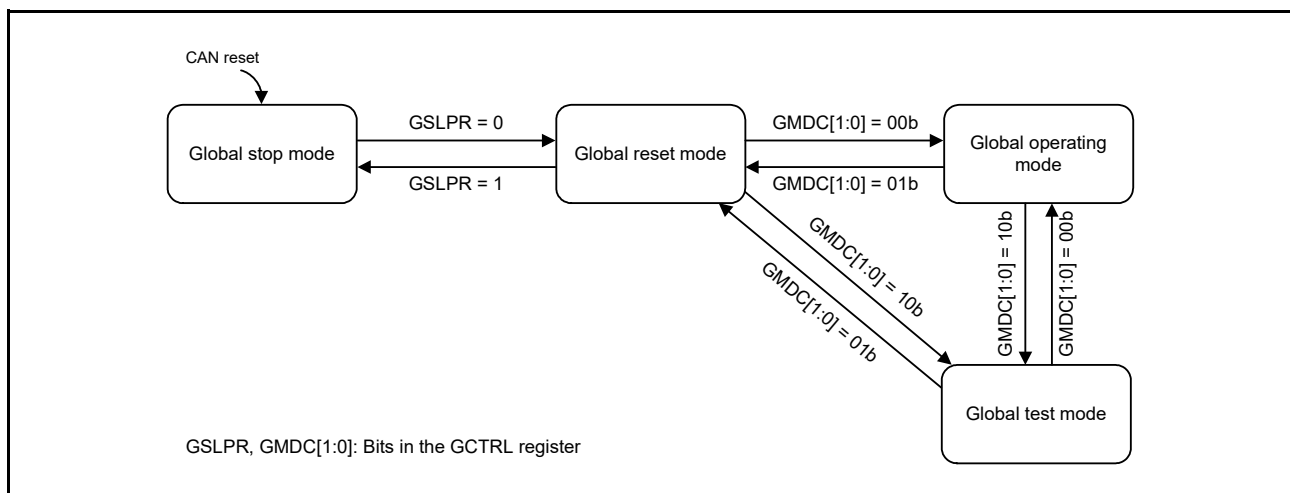 CAN reset
Global stop mode
GSLPR = 0
GSLPR = 1
Global reset mode
GMDC[1:0] = 00b
GMDC[1:0] = 01b
Global operating
mode
GMDC[1:0] = 10b
GMDC[1:0] = 01b
GMDC[1:0] = 10b
GMDC[1:0] = 00b
Global test mode
GSLPR, GMDC[1:0]: Bits in the GCTRL register